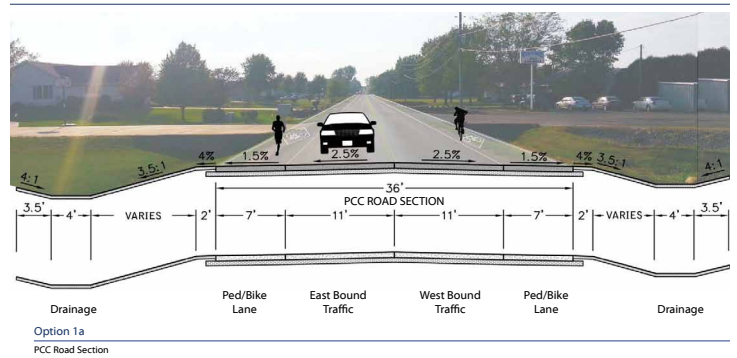 4:1
3.5:1
4%
1.5%
2.5%
2.5%
1.5%
4%
3.5:1
4:1
36'
PCC ROAD SECTION
3.5'
4'
VARIES
2'
7'
11'
11'
7'
2'
VARIES
4'
3.5'
Drainage
Ped/Bike
Lane
East Bound
Traffic
West Bound
Traffic
Ped/Bike
Lane
Drainage
Option 1a
PCC Road Section